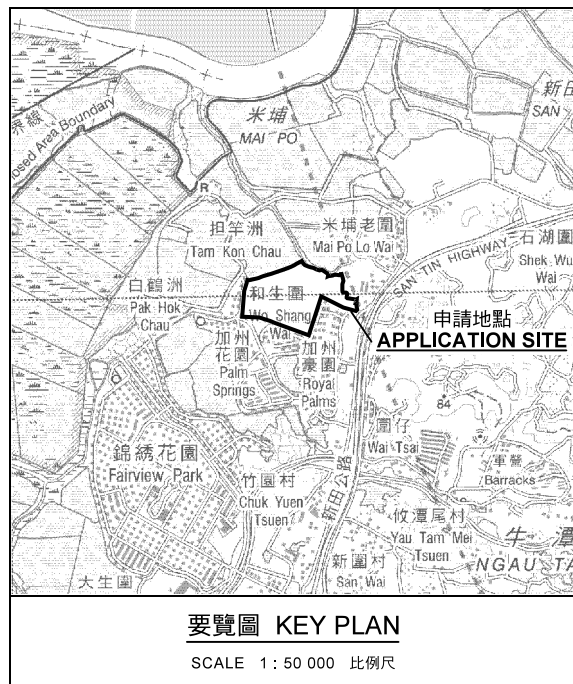 米埔
MAI PO
新田
SAN
界線
osed Area Boundary
R
担竿洲
Tam Kon Chau
米埔老圍
Mai Po Lo Wai
石湖圍
Shek Wu
Wai
SAN TIN HIGHWAY
白鶴洲
Pak Hok
Chau
和生圍
Wo Shang
Wai
申請地點
APPLICATION SITE
加州
花園
Palm
Springs
加州
豪園
Royal
Palms
圍仔
Wai Tsai
84
軍營
Barracks
錦綉花園
Fairview Park
竹園村
Chuk Yuen
Tsuen
新田公路
攸潭尾村
Yau Tam Mei
Tsuen
牛潭
NGAU TA
新圍村
San Wai
大生圍
要覽圖 KEY PLAN
SCALE 1 : 50 000 比例尺